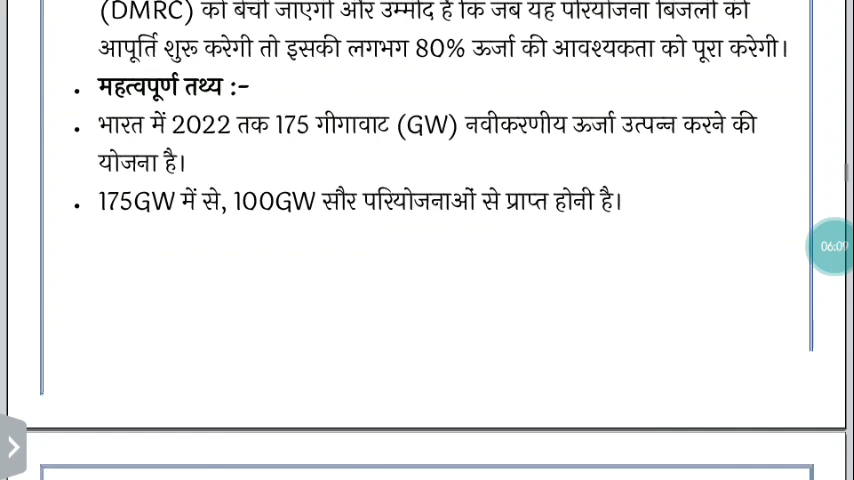 (DMRC) को बेची जाएगी और उम्मीद है कि जब यह परियोजना बिजली की
आपूर्ति शुरू करेगी तो इसकी लगभग 80% ऊर्जा की आवश्यकता को पूरा करेगी।
• महत्वपूर्ण तथ्य :-
• भारत में 2022 तक 175 गीगावाट (GW) नवीकरणीय ऊर्जा उत्पन्न करने की
योजना है।
• 175GW में से, 100GW सौर परियोजनाओं से प्राप्त होनी है।
06:09